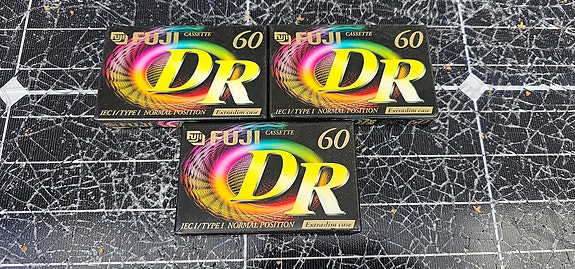 FUJI CASSETTE 60
DR
IEC I / TYPE I NORMAL POSITION Extraslim case
FUJI CASSETTE 60
DR
IEC I / TYPE I NORMAL POSITION Extraslim case
FUJI CASSETTE 60
DR
IEC I / TYPE I NORMAL POSITION Extraslim case